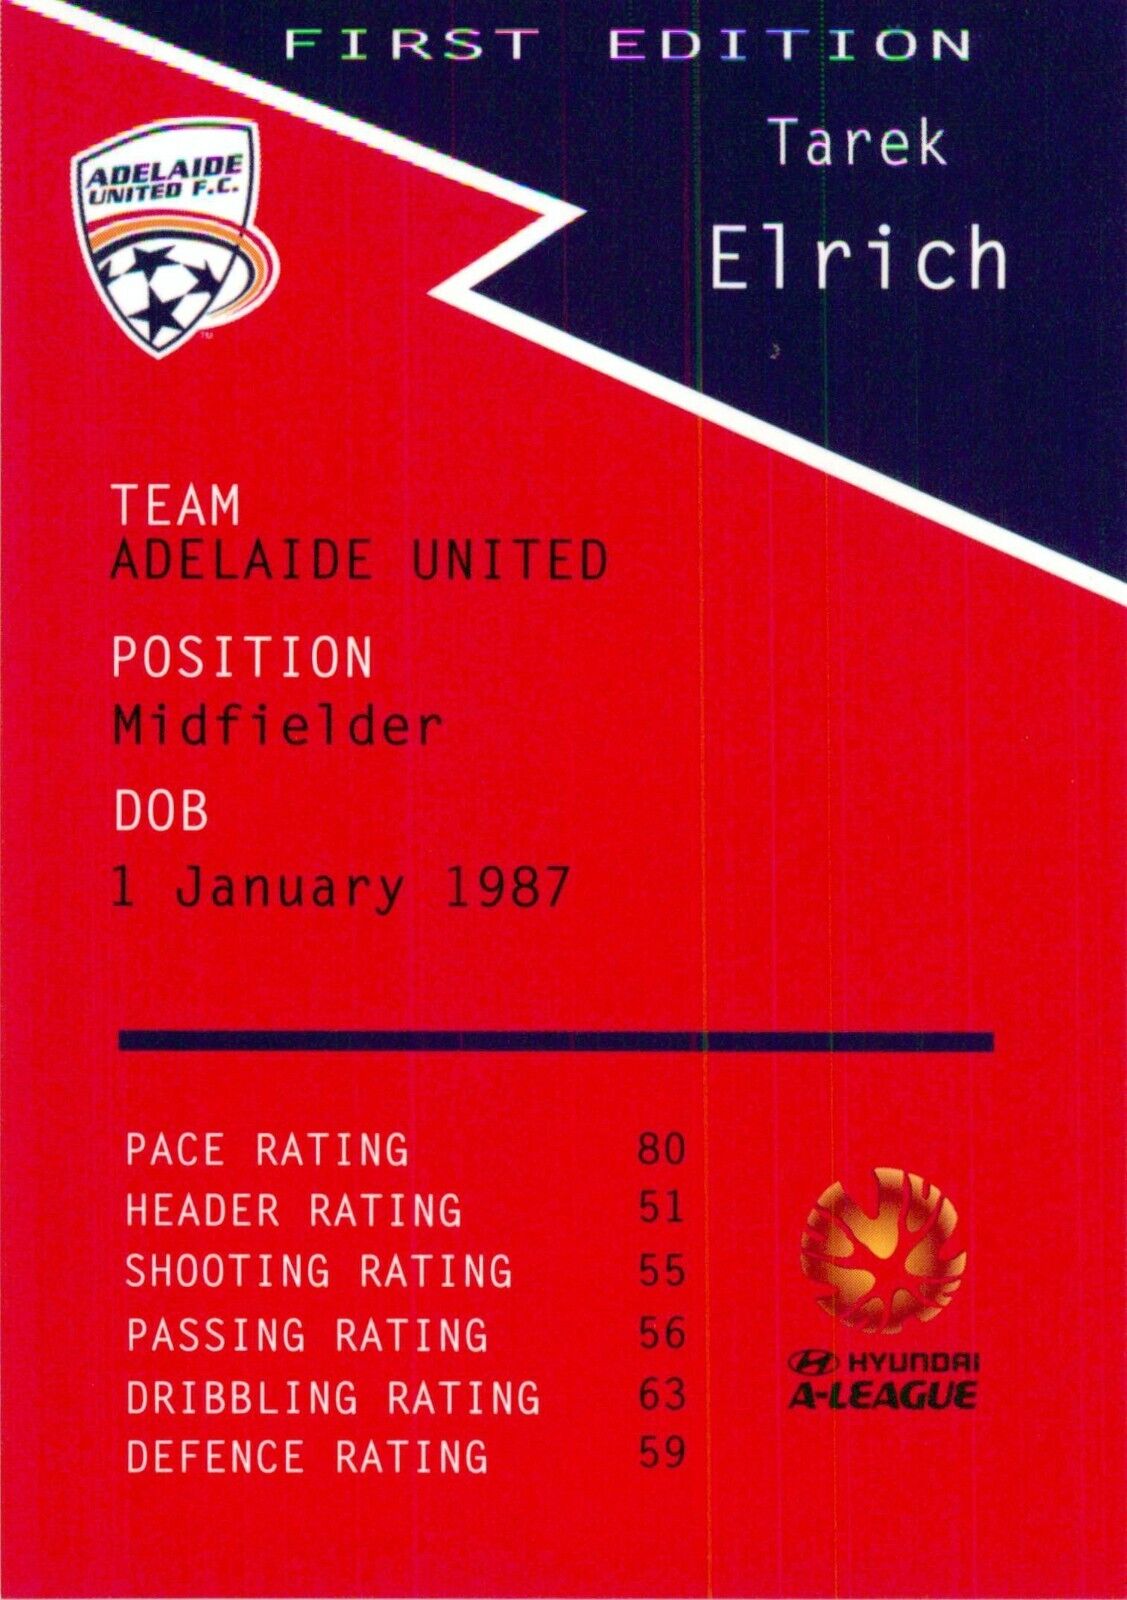 FIRST EDITION
Tarek
Elrich
ADELAIDE
UNITED F.C.
TM
TEAM
ADELAIDE UNITED
POSITION
Midfielder
DOB
1 January 1987
PACE RATING 80
HEADER RATING 51
SHOOTING RATING 55
PASSING RATING 56
DRIBBLING RATING 63
DEFENCE RATING 59
HYUNDAI
A-LEAGUE